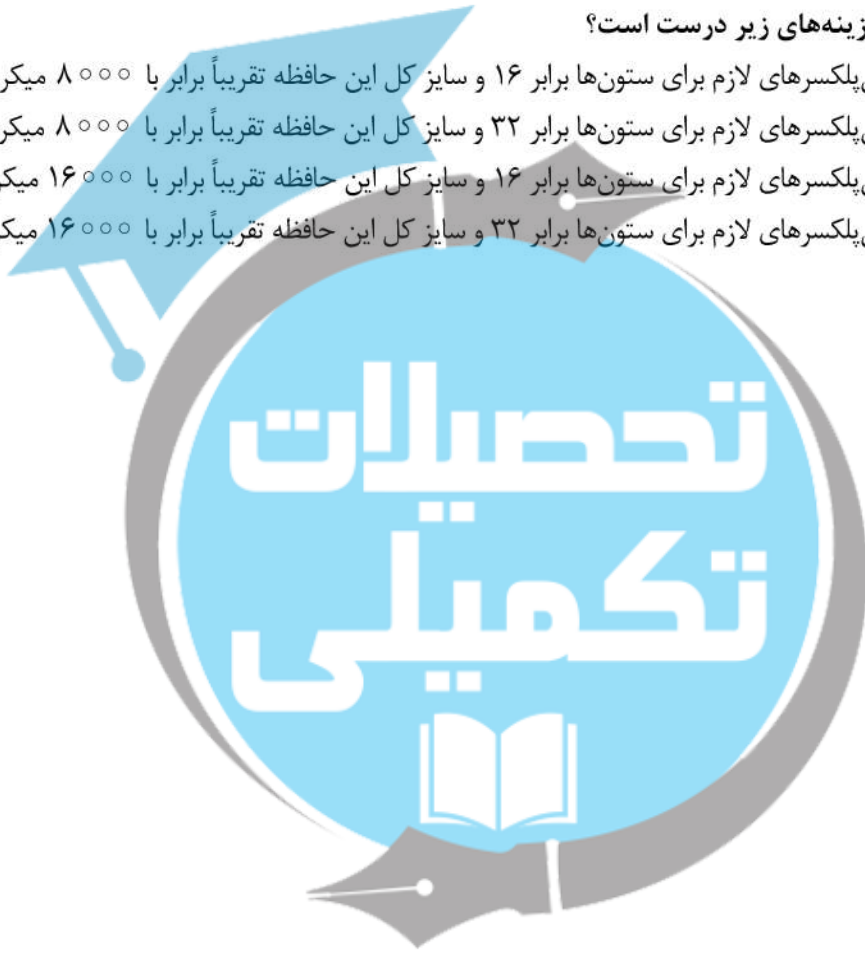 زینه‌های زیر درست است؟
پلکسرهای لازم برای ستون‌ها برابر ۱۶ و سایز کل این حافظه تقریباً برابر با ۸۰۰۰ میکر
پلکسرهای لازم برای ستون‌ها برابر ۳۲ و سایز کل این حافظه تقریباً برابر با ۸۰۰۰ میکر
پلکسرهای لازم برای ستون‌ها برابر ۱۶ و سایز کل این حافظه تقریباً برابر با ۱۶۰۰۰ میکر
پلکسرهای لازم برای ستون‌ها برابر ۳۲ و سایز کل این حافظه تقریباً برابر با ۱۶۰۰۰ میک
تحصیلات
تکمیلی